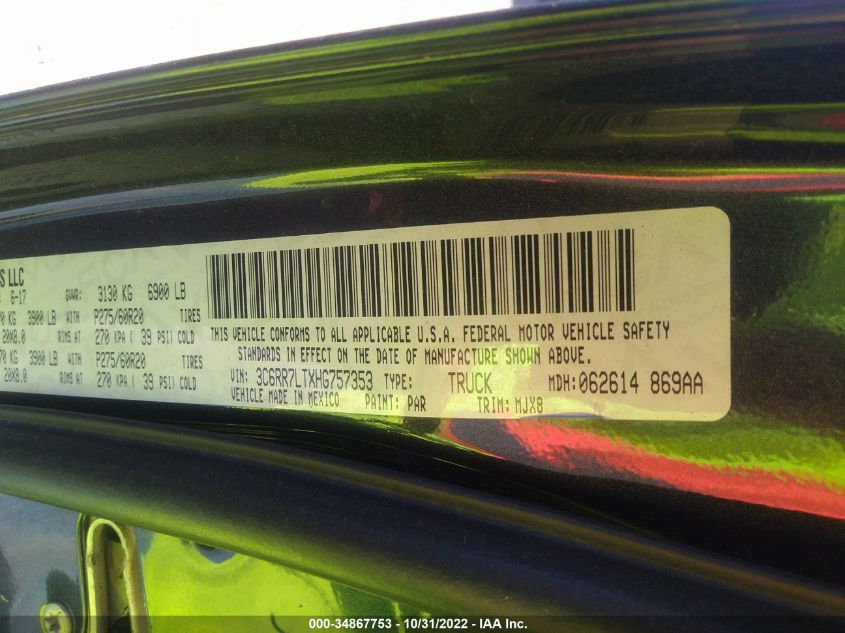 S LLC
6-17 GVWR: 3130 KG 6900 LB
0 KG 3900 LB WITH P275/60R20 TIRES
20X8.0 RIMS AT 270 KPA ( 39 PSI) COLD
70 KG 3900 LB WITH P275/60R20 TIRES
20X8.0 RIMS AT 270 KPA ( 39 PSI) COLD
THIS VEHICLE CONFORMS TO ALL APPLICABLE U.S.A. FEDERAL MOTOR VEHICLE SAFETY
STANDARDS IN EFFECT ON THE DATE OF MANUFACTURE SHOWN ABOVE.
VIN: 3C6RR7LTXHG757353 TYPE: TRUCK MDH: 062614 869AA
VEHICLE MADE IN MEXICO PAINT: PAR TRIM: MJX8
000-34867753 - 10/31/2022 - IAA Inc.